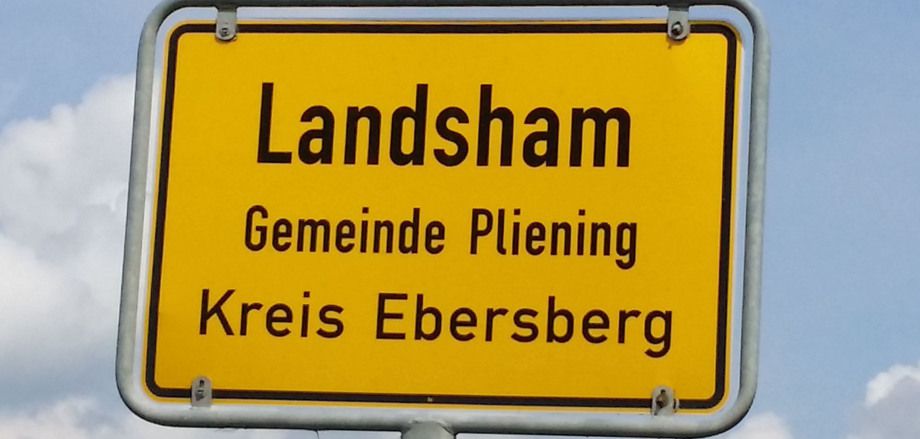 Landsham
Gemeinde Pliening
Kreis Ebersberg